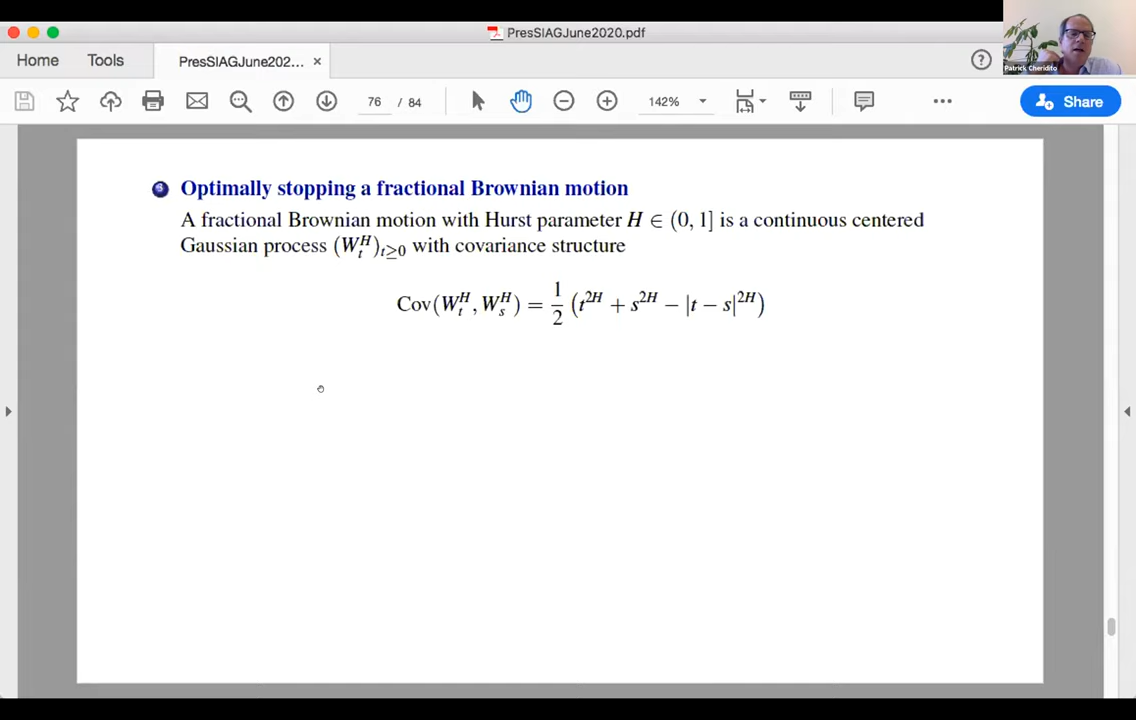 PresSIAGJune2020.pdf
Patrick Cheridito
Home Tools PresSIAGJune202... ×
76 / 84 142% Share
3 Optimally stopping a fractional Brownian motion
A fractional Brownian motion with Hurst parameter H ∈ (0, 1] is a continuous centered
Gaussian process (W_t^H)_{t≥0} with covariance structure
Cov(W_t^H, W_s^H) = \frac{1}{2} (t^{2H} + s^{2H} − |t − s|^{2H})